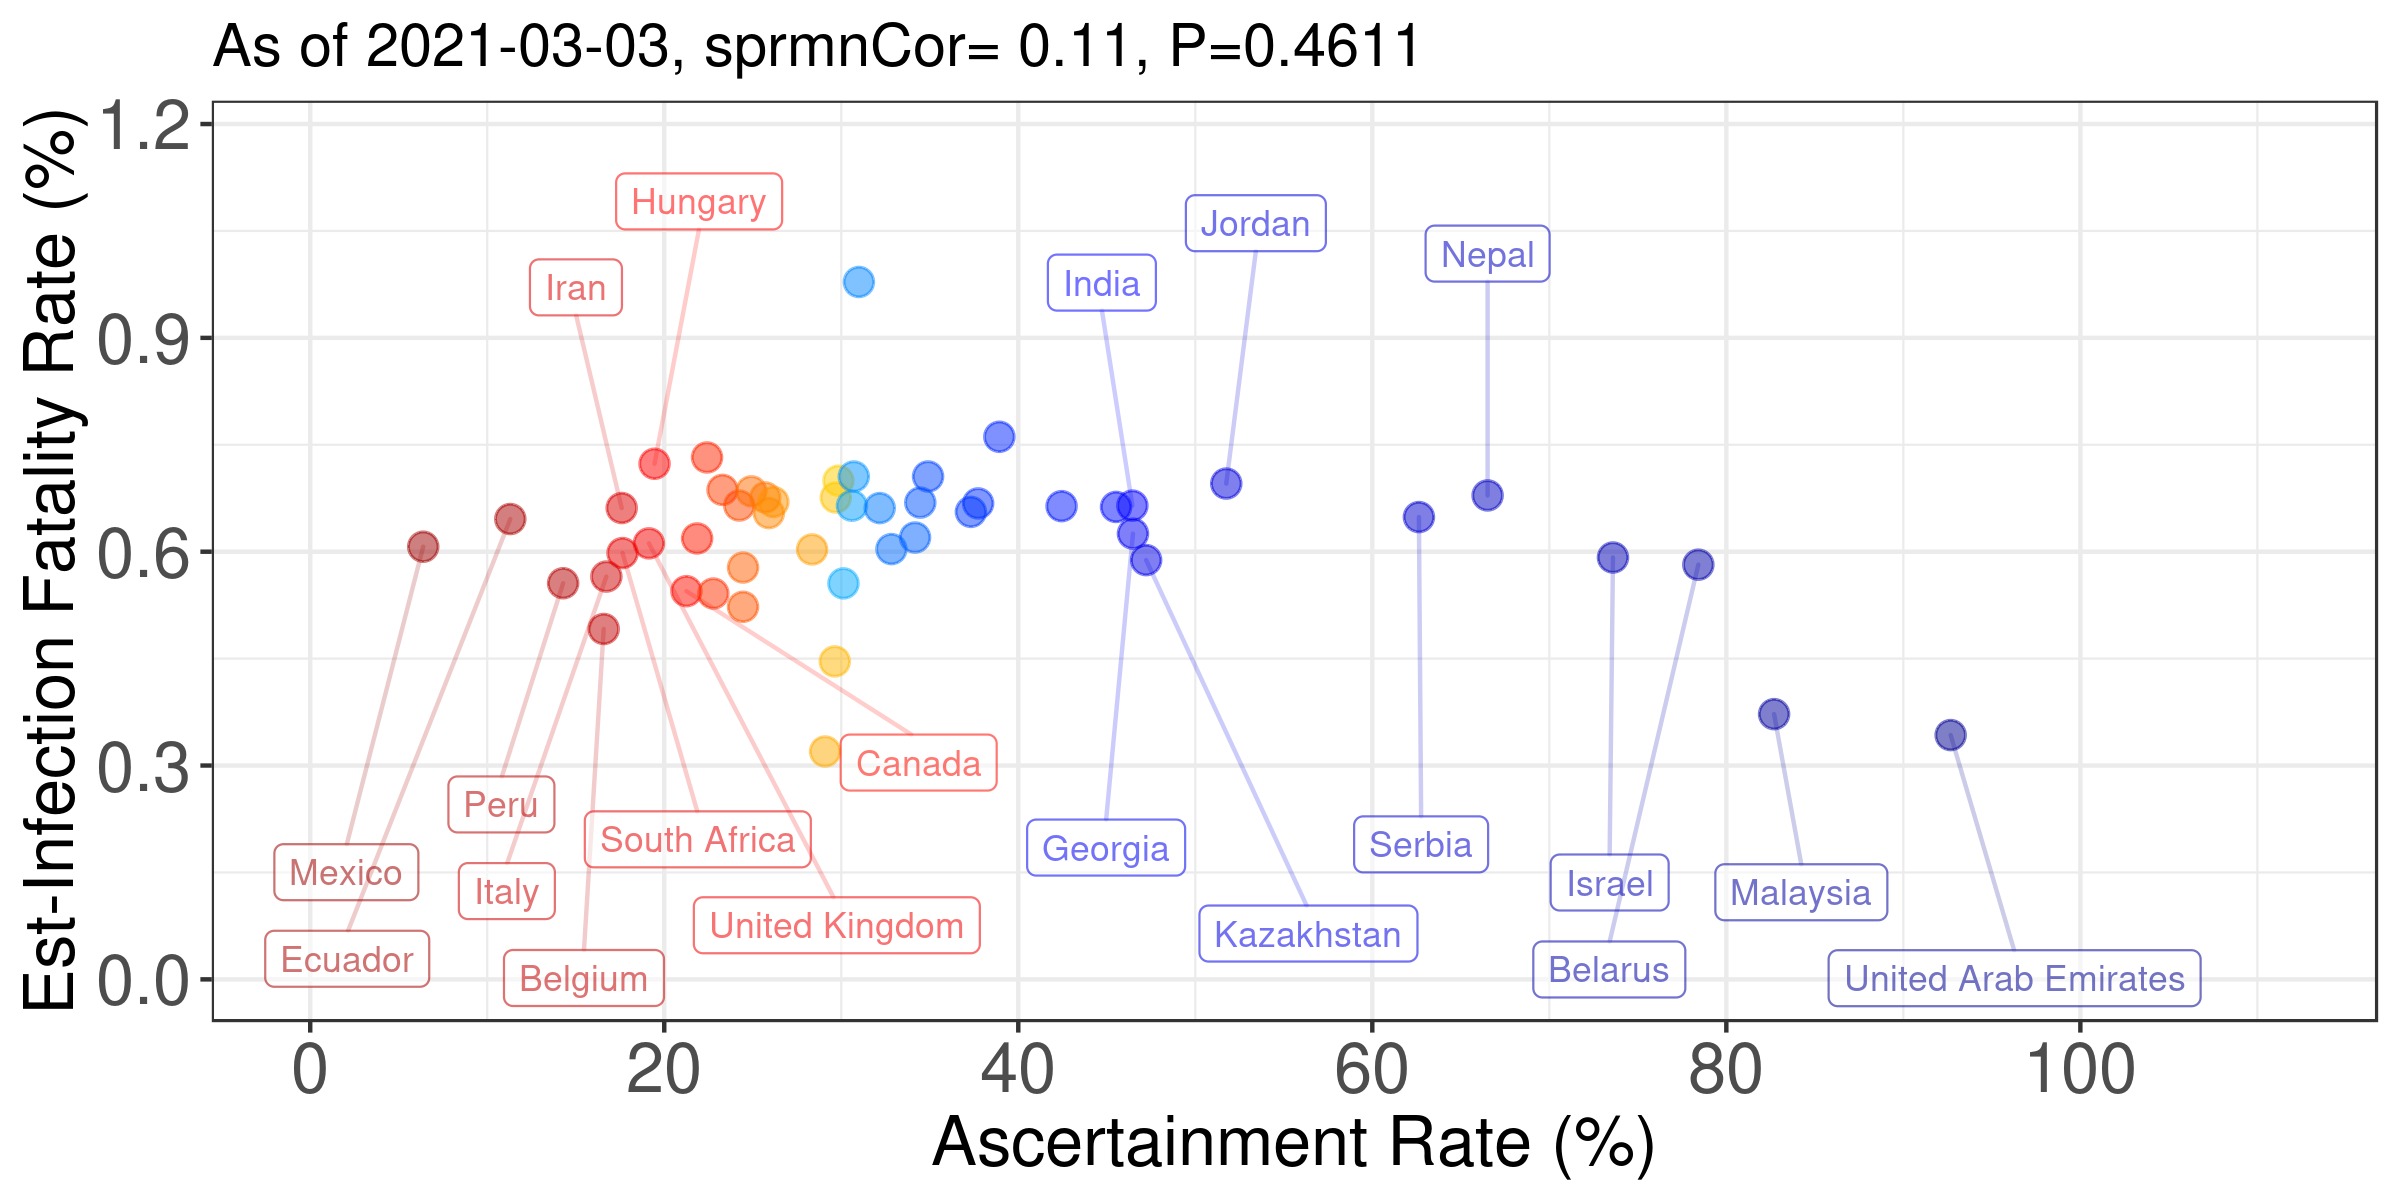 As of 2021-03-03, sprmnCor= 0.11, P=0.4611
Est-Infection Fatality Rate (%)
1.2
0.9
0.6
0.3
0.0
Hungary
Jordan
Nepal
India
Iran
Canada
Peru
South Africa
Georgia
Serbia
Mexico
Israel
Italy
Malaysia
United Kingdom
Kazakhstan
Ecuador
Belgium
Belarus
United Arab Emirates
0
20
40
60
80
100
Ascertainment Rate (%)